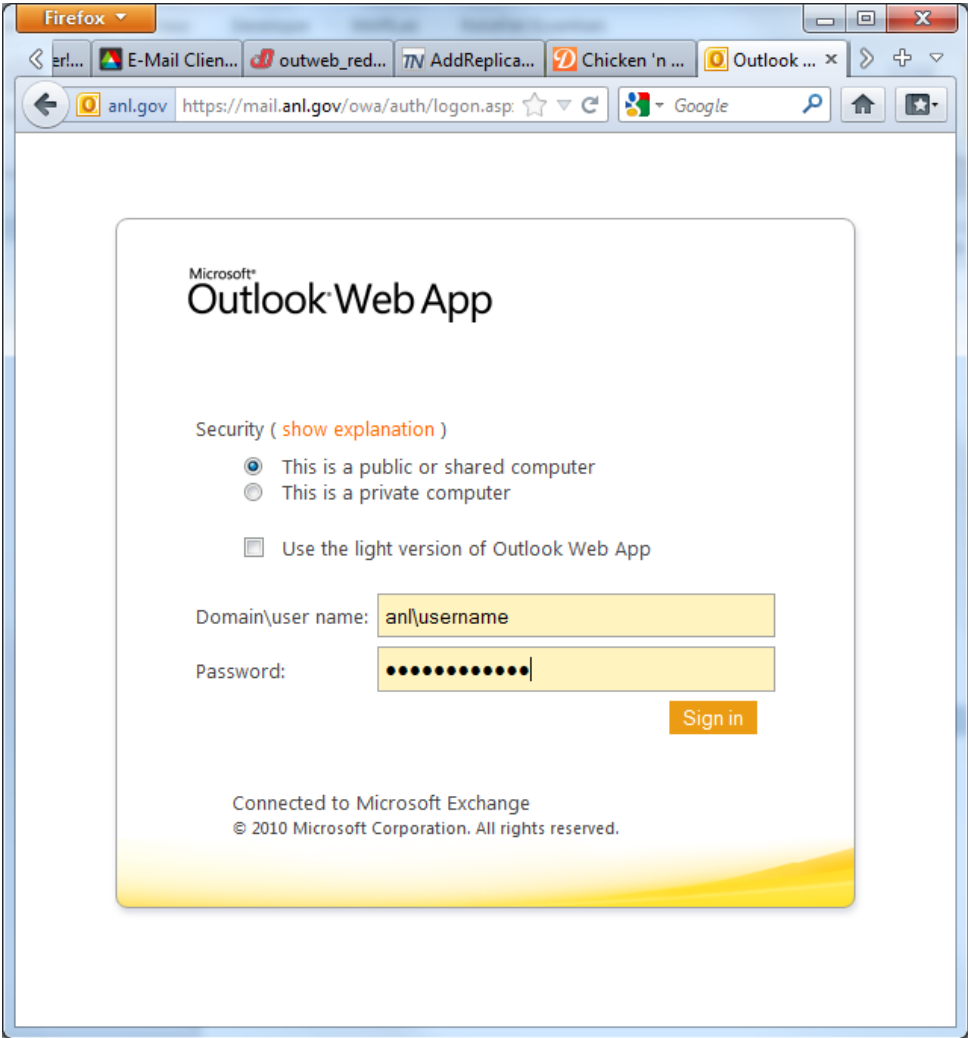 Firefox
er!... E-Mail Clien... outweb_red... TN AddReplica... Chicken 'n ... Outlook ...
anl.gov https://mail.anl.gov/owa/auth/logon.asp: Google
Microsoft®
Outlook Web App
Security ( show explanation )
This is a public or shared computer
This is a private computer
Use the light version of Outlook Web App
Domain\user name: anl\username
Password: ●●●●●●●●●●●●
Sign in
Connected to Microsoft Exchange
© 2010 Microsoft Corporation. All rights reserved.